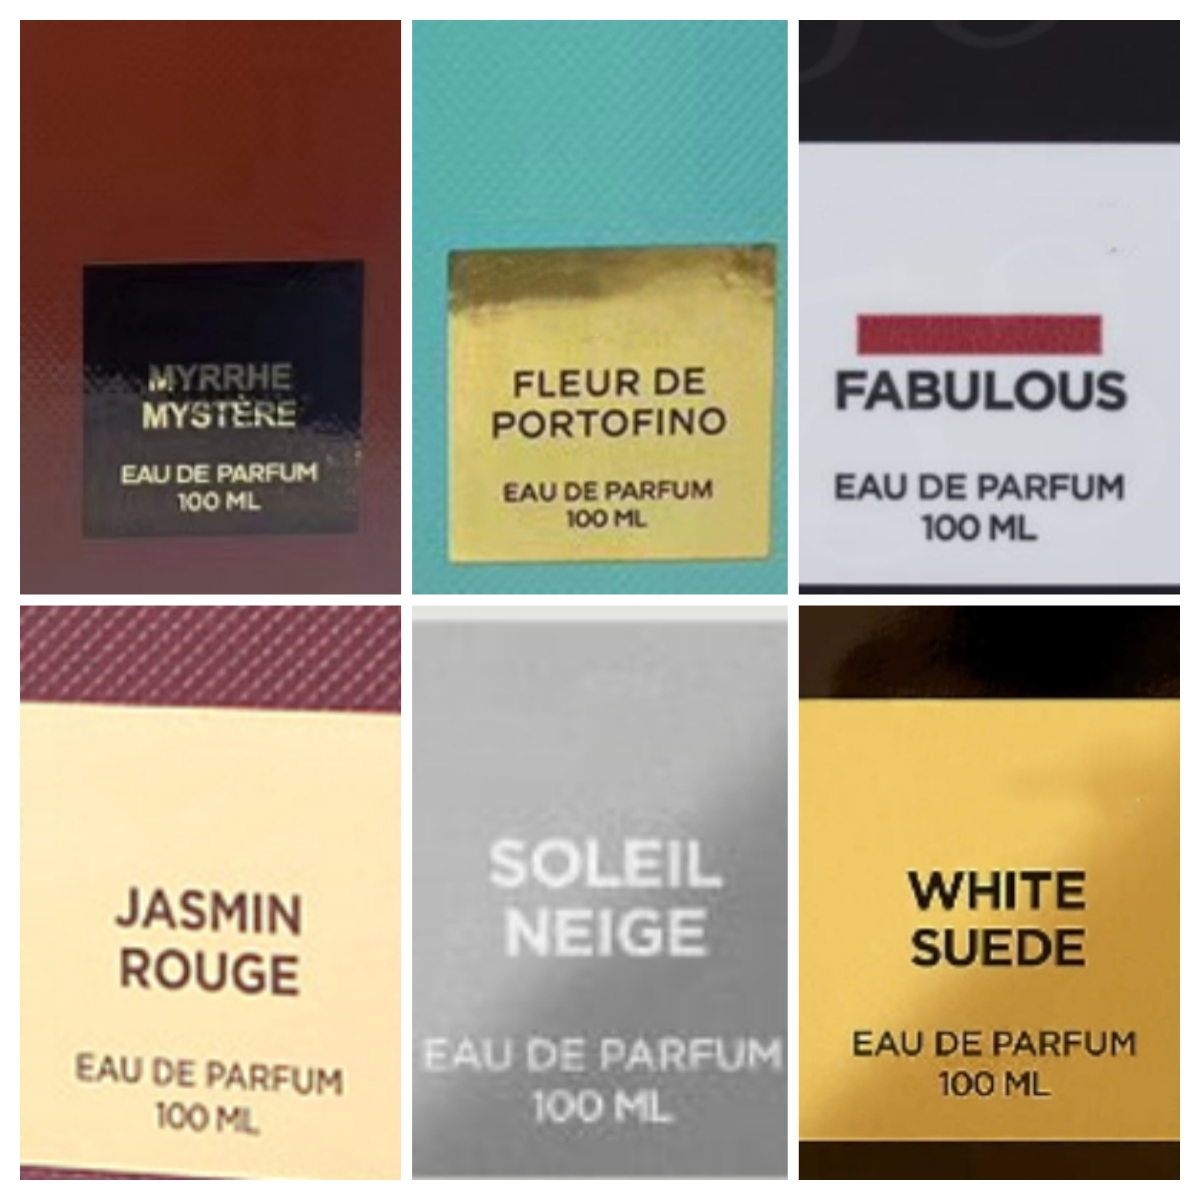 MYRRHE
MYSTÈRE
EAU DE PARFUM
100 ML
FLEUR DE
PORTOFINO
EAU DE PARFUM
100 ML
FABULOUS
EAU DE PARFUM
100 ML
JASMIN
ROUGE
EAU DE PARFUM
100 ML
SOLEIL
NEIGE
EAU DE PARFUM
100 ML
WHITE
SUEDE
EAU DE PARFUM
100 ML